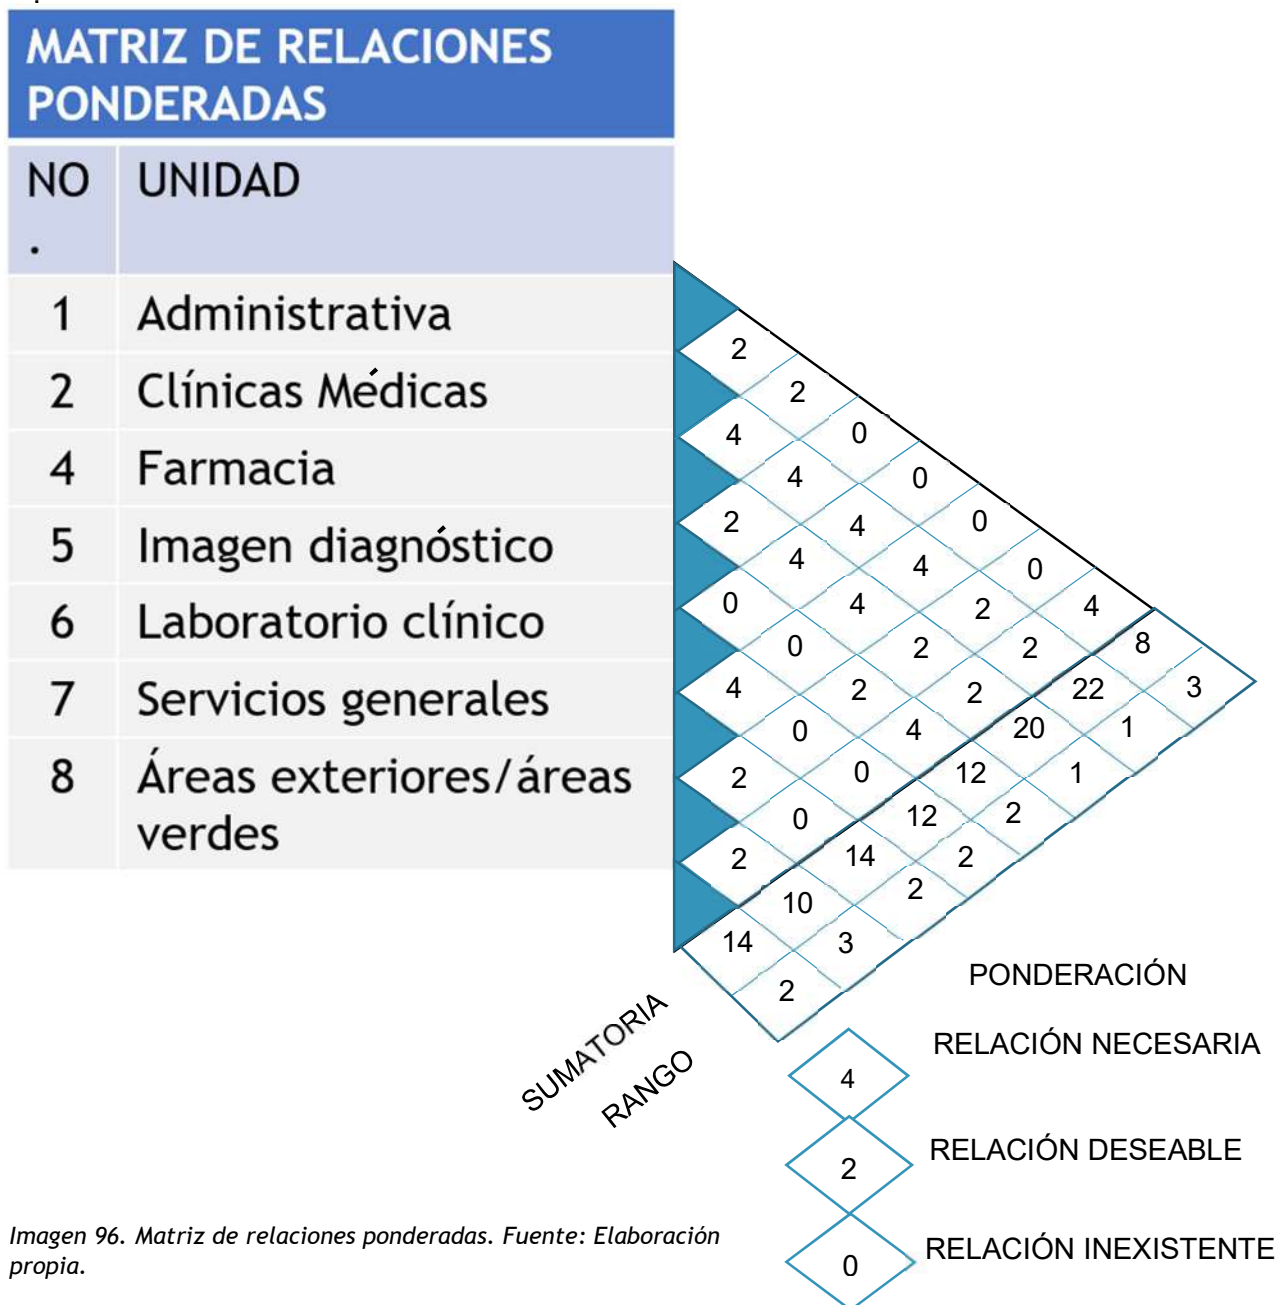 MATRIZ DE RELACIONES
PONDERADAS
NO
.
UNIDAD
1 Administrativa
2 Clínicas Médicas
4 Farmacia
5 Imagen diagnóstico
6 Laboratorio clínico
7 Servicios generales
8 Áreas exteriores/áreas
verdes
2
2
4 0
4 0
2 4 0
4 4 0
0 4 2 4
0 2 2 8
4 2 2 22 3
0 4 20 1
2 0 12 1
0 12 2
2 14 2
10 2
14 3
2
SUMATORIA
RANGO
PONDERACIÓN
4 RELACIÓN NECESARIA
2 RELACIÓN DESEABLE
0 RELACIÓN INEXISTENTE
Imagen 96. Matriz de relaciones ponderadas. Fuente: Elaboración
propia.